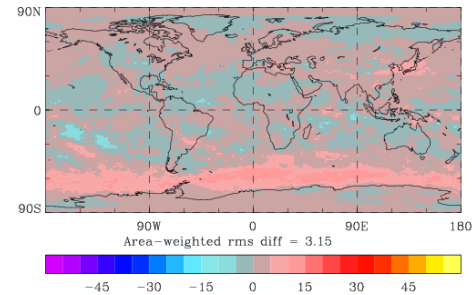 90N
0
90S
90W 0 90E 180
Area-weighted rms diff = 3.15
-45 -30 -15 0 15 30 45